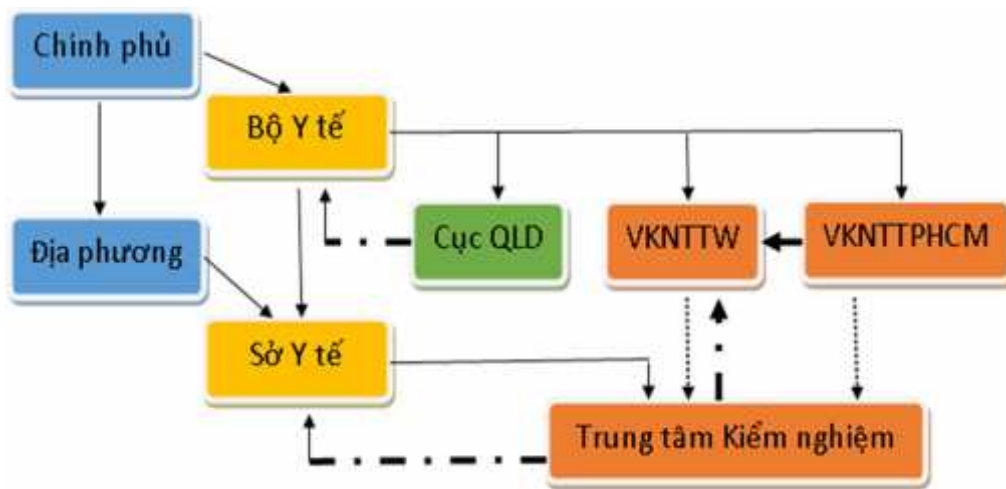 Chính phủ
Bộ Y tế
Địa phương
Cục QLD
VKNTTW
VKNTTPHCM
Sở Y tế
Trung tâm Kiểm nghiệm